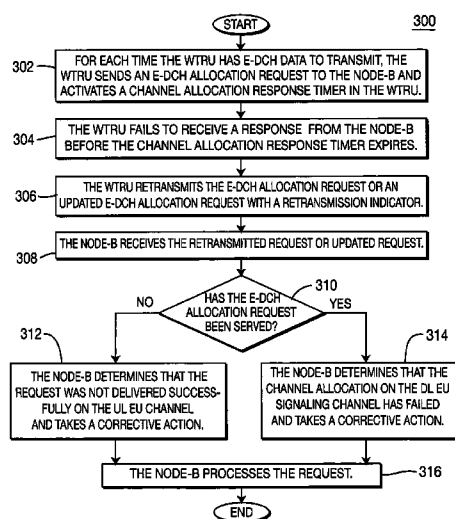 START
300
302
FOR EACH TIME THE WTRU HAS E-DCH DATA TO TRANSMIT, THE
WTRU SENDS AN E-DCH ALLOCATION REQUEST TO THE NODE-B AND
ACTIVATES A CHANNEL ALLOCATION RESPONSE TIMER IN THE WTRU.
304
THE WTRU FAILS TO RECEIVE A RESPONSE FROM THE NODE-B
BEFORE THE CHANNEL ALLOCATION RESPONSE TIMER EXPIRES.
306
THE WTRU RETRANSMITS THE E-DCH ALLOCATION REQUEST OR AN
UPDATED E-DCH ALLOCATION REQUEST WITH A RETRANSMISSION INDICATOR.
308
THE NODE-B RECEIVES THE RETRANSMITTED REQUEST OR UPDATED REQUEST.
310
NO
HAS THE E-DCH
ALLOCATION REQUEST
BEEN SERVED?
YES
312
THE NODE-B DETERMINES THAT THE
REQUEST WAS NOT DELIVERED SUCCESS-
FULLY ON THE UL EU CHANNEL
AND TAKES A CORRECTIVE ACTION.
314
THE NODE-B DETERMINES THAT THE
CHANNEL ALLOCATION ON THE DL EU
SIGNALING CHANNEL HAS FAILED
AND TAKES A CORRECTIVE ACTION.
THE NODE-B PROCESSES THE REQUEST.
316
END